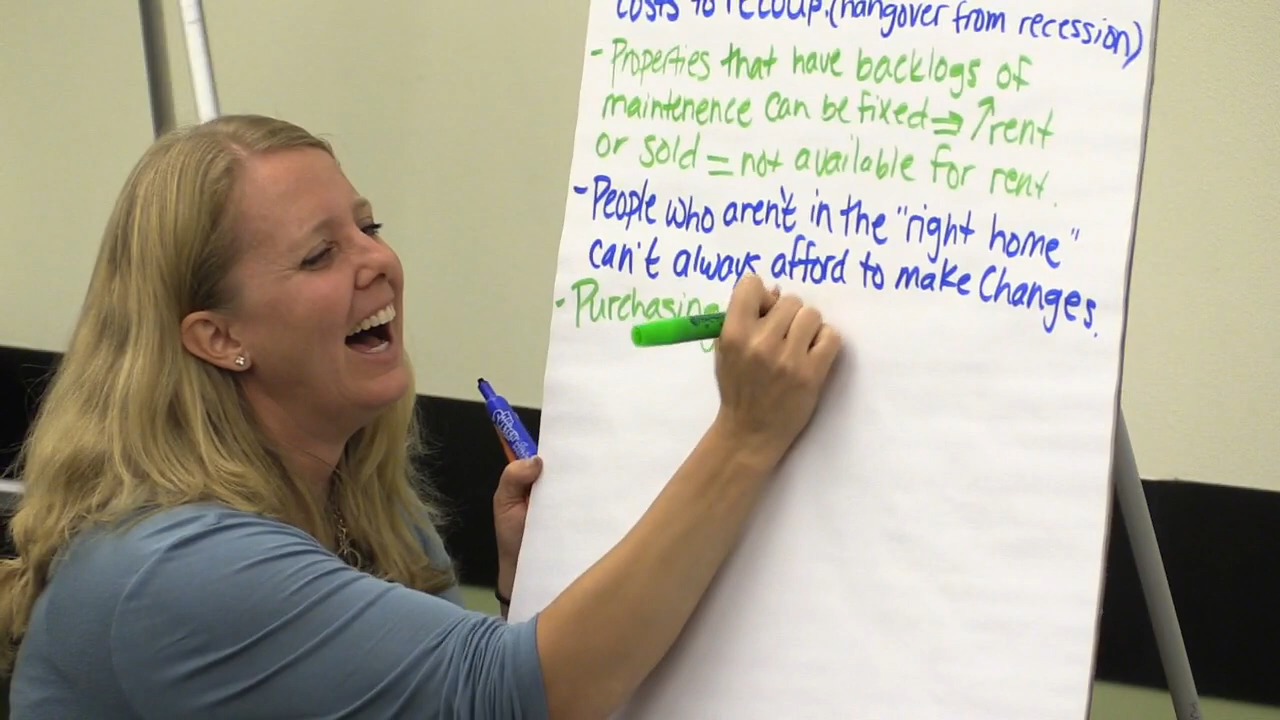 costs to recoup. (hangover from recession)
- Properties that have backlogs of
maintenence can be fixed ⇒ ↑rent
or sold = not available for rent.
- People who aren't in the "right home"
can't always afford to make Changes.
- Purchasing